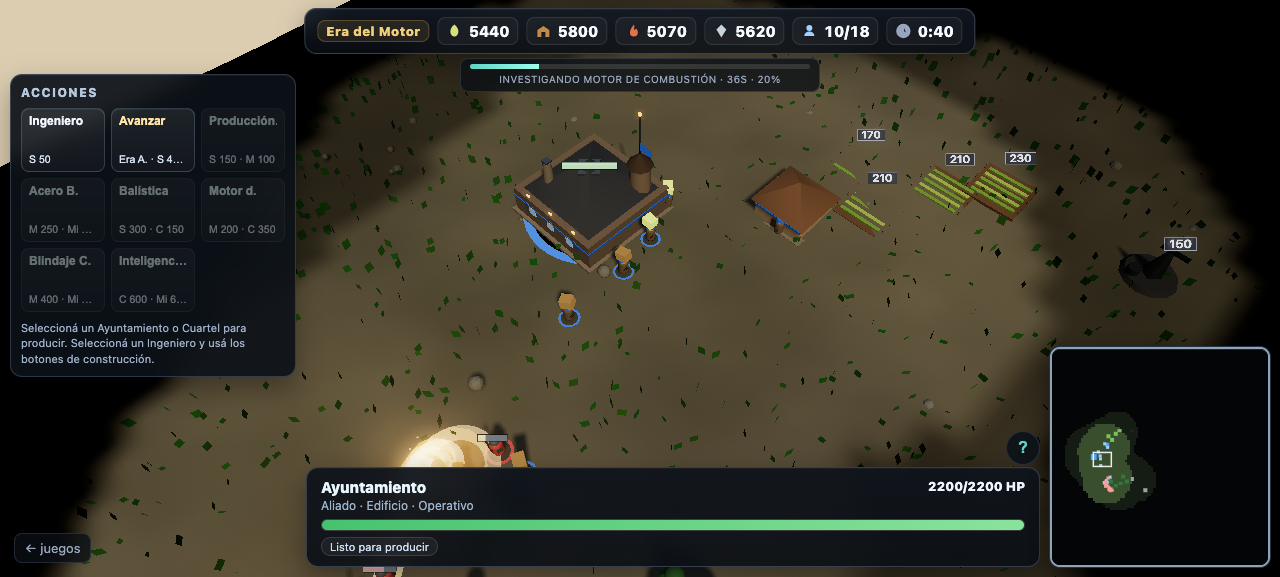 Era del Motor
5440
5800
5070
5620
10/18
0:40
INVESTIGANDO MOTOR DE COMBUSTIÓN · 36S · 20%
ACCIONES
Ingeniero
S 50
Avanzar
Era A. · S 4…
Producción.
S 150 · M 100
Acero B.
M 250 · Mi …
Balística
S 300 · C 150
Motor d.
M 200 · C 350
Blindaje C.
M 400 · Mi …
Inteligenc…
C 600 · Mi 6…
Seleccioná un Ayuntamiento o Cuartel para
producir. Seleccioná un Ingeniero y usá los
botones de construcción.
170
210
210
230
150
?
Ayuntamiento
2200/2200 HP
Aliado · Edificio · Operativo
Listo para producir
← juegos